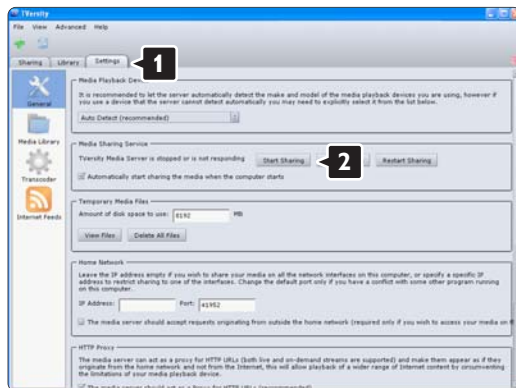 TVersity
File View Advanced Help
Sharing Library Settings
1
General
Media Library
Transcoder
Internet Feeds
Media Playback Device
It is recommended to let the server automatically detect the make and model of the media playback devices you are using, however if
you use a device that the server cannot detect automatically you may need to explicitly select it from the list below.
Auto Detect (recommended)
Media Sharing Service
TVersity Media Server is stopped or is not responding Start Sharing 2 Restart Sharing
Automatically start sharing the media when the computer starts
Temporary Media Files
Amount of disk space to use: 8192 MB
View Files Delete All Files
Home Network
Leave the IP address empty if you wish to share your media on all the network interfaces on this computer, or specify a specific IP
address to restrict sharing to one of the interfaces. Change the default port only if you have a conflict with some other program running
on this computer.
IP Address: Port: 41952
The media server should accept requests originating from outside the home network (required only if you wish to access your media on
HTTP Proxy
The media server can act as a proxy for HTTP URLs (both live and on-demand streams are supported) and make them appear as if they
originate from the home network and not from the Internet, this will allow playback of a wider range of Internet content by circumventing
the limitations of your media playback device.
The media server should act as a Proxy for HTTP URLs (recommended)